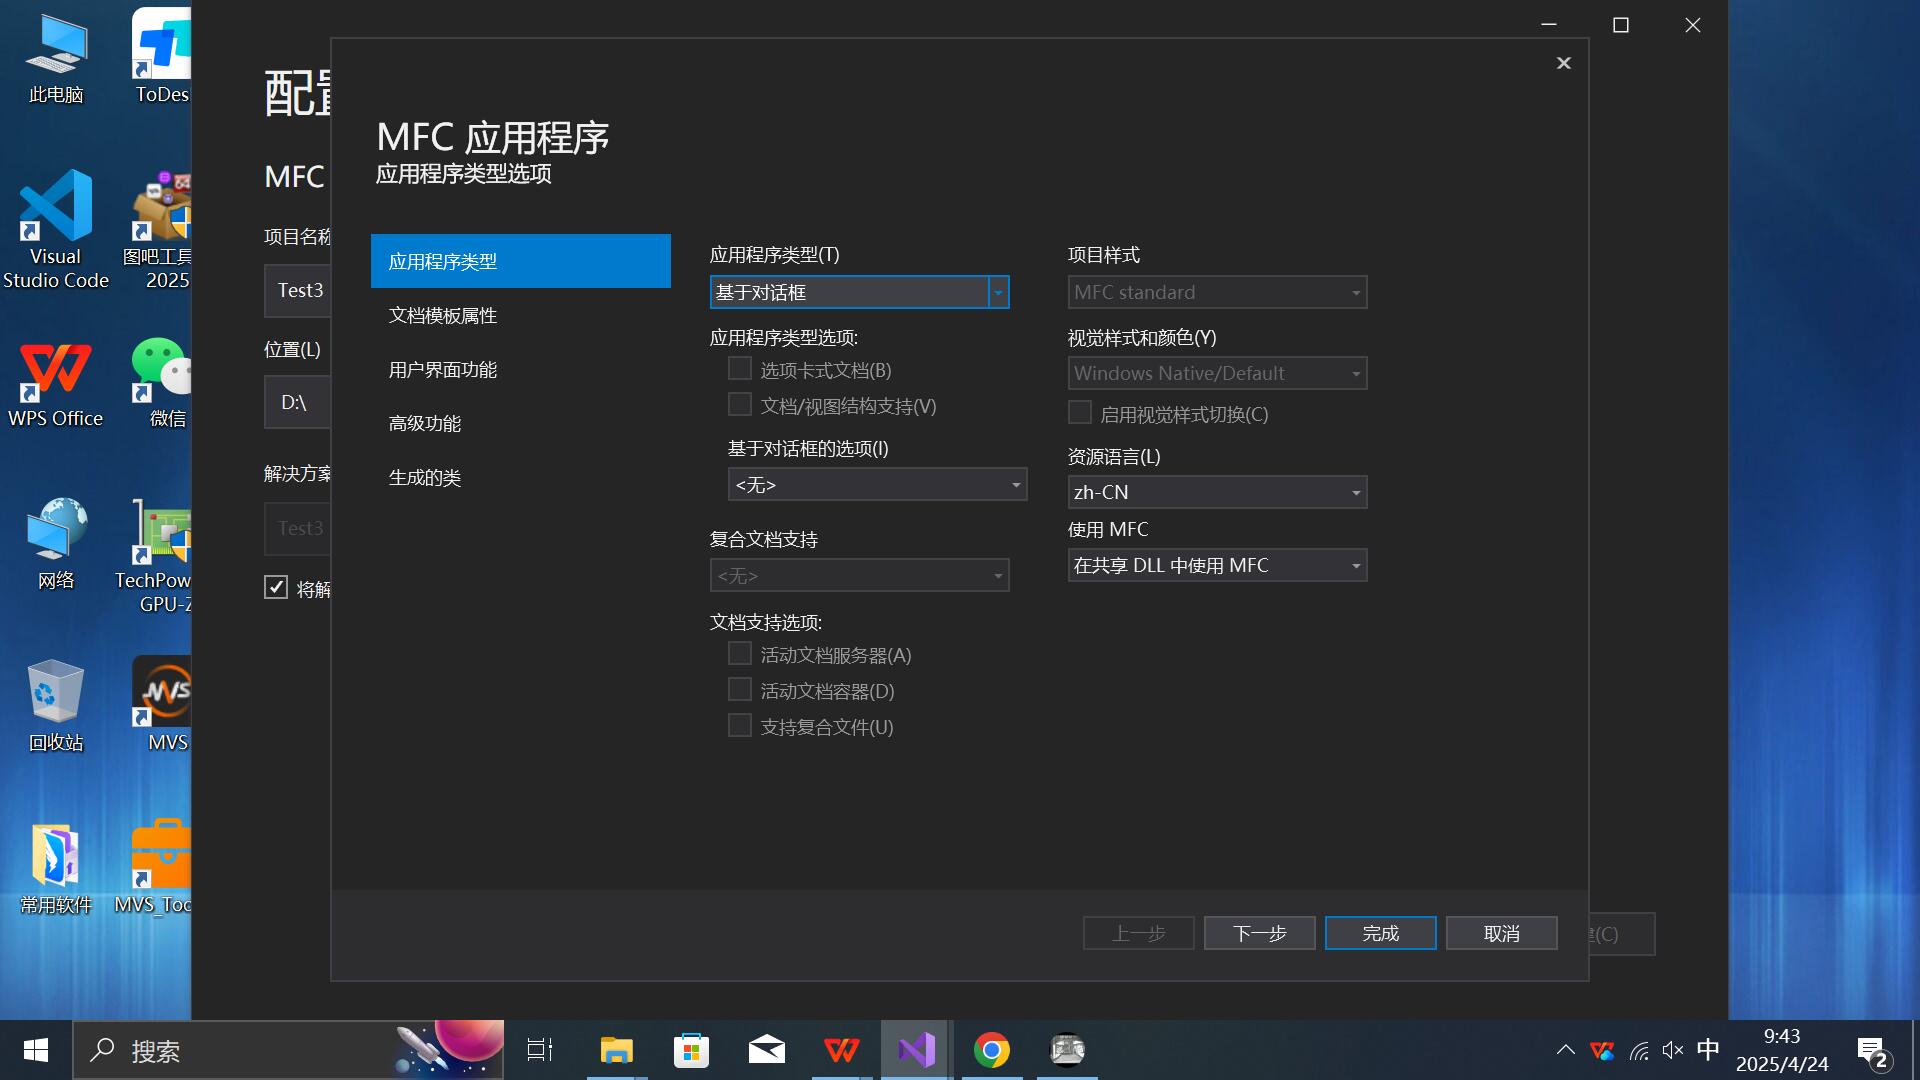 此电脑
ToDes
Visual
Studio Code
图吧工具
2025
WPS Office
微信
网络
TechPow
GPU-Z
回收站
MVS
常用软件
MVS_Too
MFC
项目名称
Test3
位置(L)
D:\
解决方案
Test3
将解
MFC 应用程序
应用程序类型选项
应用程序类型
文档模板属性
用户界面功能
高级功能
生成的类
应用程序类型(T)
基于对话框
应用程序类型选项:
选项卡式文档(B)
文档/视图结构支持(V)
基于对话框的选项(I)
<无>
复合文档支持
<无>
文档支持选项:
活动文档服务器(A)
活动文档容器(D)
支持复合文件(U)
项目样式
MFC standard
视觉样式和颜色(Y)
Windows Native/Default
启用视觉样式切换(C)
资源语言(L)
zh-CN
使用 MFC
在共享 DLL 中使用 MFC
上一步
下一步
完成
取消
(C)
搜索
中
9:43
2025/4/24
2